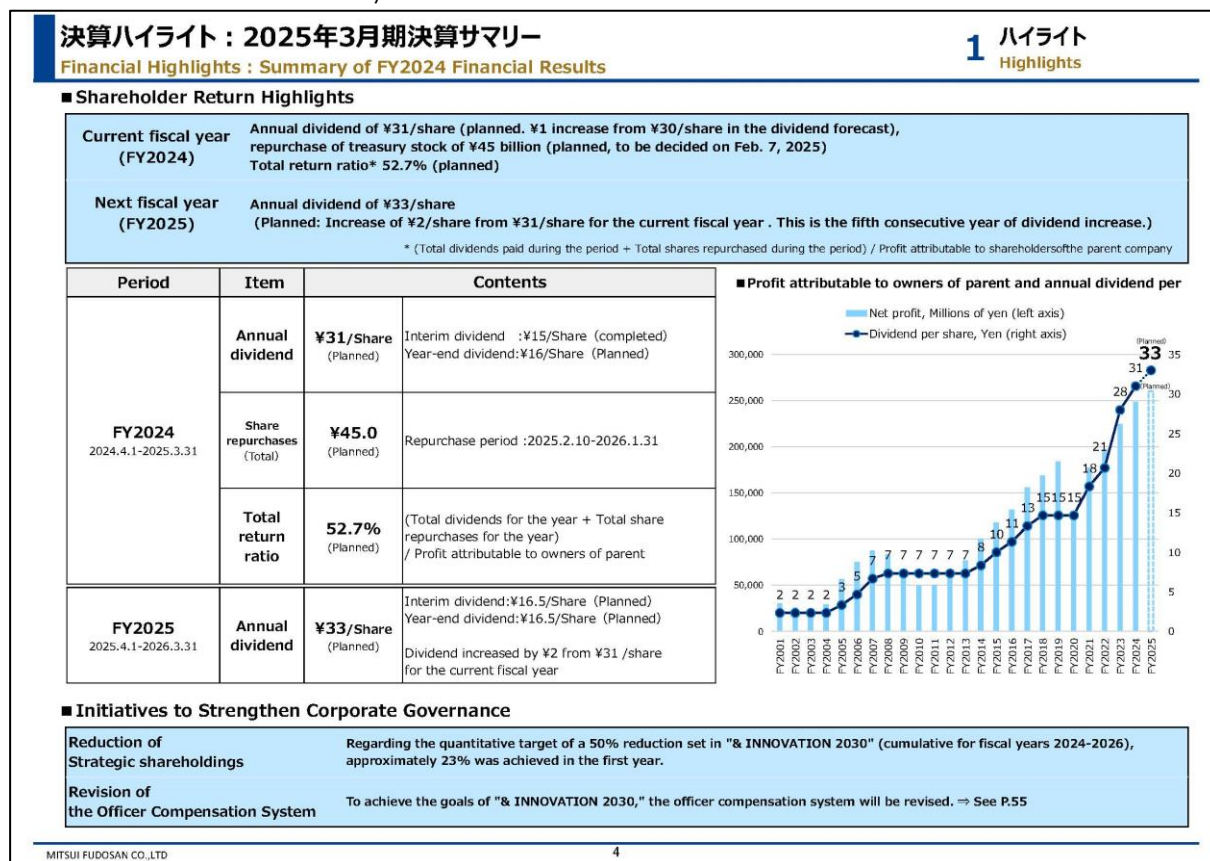 決算ハイライト：2025年3月期決算サマリー
Financial Highlights : Summary of FY2024 Financial Results
1
ハイライト
Highlights
■Shareholder Return Highlights
Current fiscal year
(FY2024)
Annual dividend of ¥31/share (planned. ¥1 increase from ¥30/share in the dividend forecast),
repurchase of treasury stock of ¥45 billion (planned, to be decided on Feb. 7, 2025)
Total return ratio* 52.7% (planned)
Next fiscal year
(FY2025)
Annual dividend of ¥33/share
(Planned: Increase of ¥2/share from ¥31/share for the current fiscal year . This is the fifth consecutive year of dividend increase.)
* (Total dividends paid during the period + Total shares repurchased during the period) / Profit attributable to shareholdersofthe parent company
Period
Item
Contents
FY2024
2024.4.1-2025.3.31
Annual
dividend
¥31/Share
(Planned)
Interim dividend :¥15/Share（completed）
Year-end dividend:¥16/Share（Planned）
Share
repurchases
（Total）
¥45.0
(Planned)
Repurchase period :2025.2.10-2026.1.31
Total
return
ratio
52.7%
(Planned)
(Total dividends for the year + Total share
repurchases for the year)
/ Profit attributable to owners of parent
FY2025
2025.4.1-2026.3.31
Annual
dividend
¥33/Share
(Planned)
Interim dividend:¥16.5/Share（Planned）
Year-end dividend:¥16.5/Share（Planned）
Dividend increased by ¥2 from ¥31 /share
for the current fiscal year
■Profit attributable to owners of parent and annual dividend per
Net profit, Millions of yen (left axis)
Dividend per share, Yen (right axis)
300,000
250,000
200,000
150,000
100,000
50,000
0
2 2 2 2 3 5 7 7 7 7 7 7 7 8 10 11 13 15 15 15 18 21 28 31
(Planned)
(Planned)
33
35
30
25
20
15
10
5
0
FY2001 FY2002 FY2003 FY2004 FY2005 FY2006 FY2007 FY2008 FY2009 FY2010 FY2011 FY2012 FY2013 FY2014 FY2015 FY2016 FY2017 FY2018 FY2019 FY2020 FY2021 FY2022 FY2023 FY2024 FY2025
■Initiatives to Strengthen Corporate Governance
Reduction of
Strategic shareholdings
Regarding the quantitative target of a 50% reduction set in "& INNOVATION 2030" (cumulative for fiscal years 2024-2026),
approximately 23% was achieved in the first year.
Revision of
the Officer Compensation System
To achieve the goals of "& INNOVATION 2030," the officer compensation system will be revised. ⇒ See P.55
MITSUI FUDOSAN CO.,LTD
4